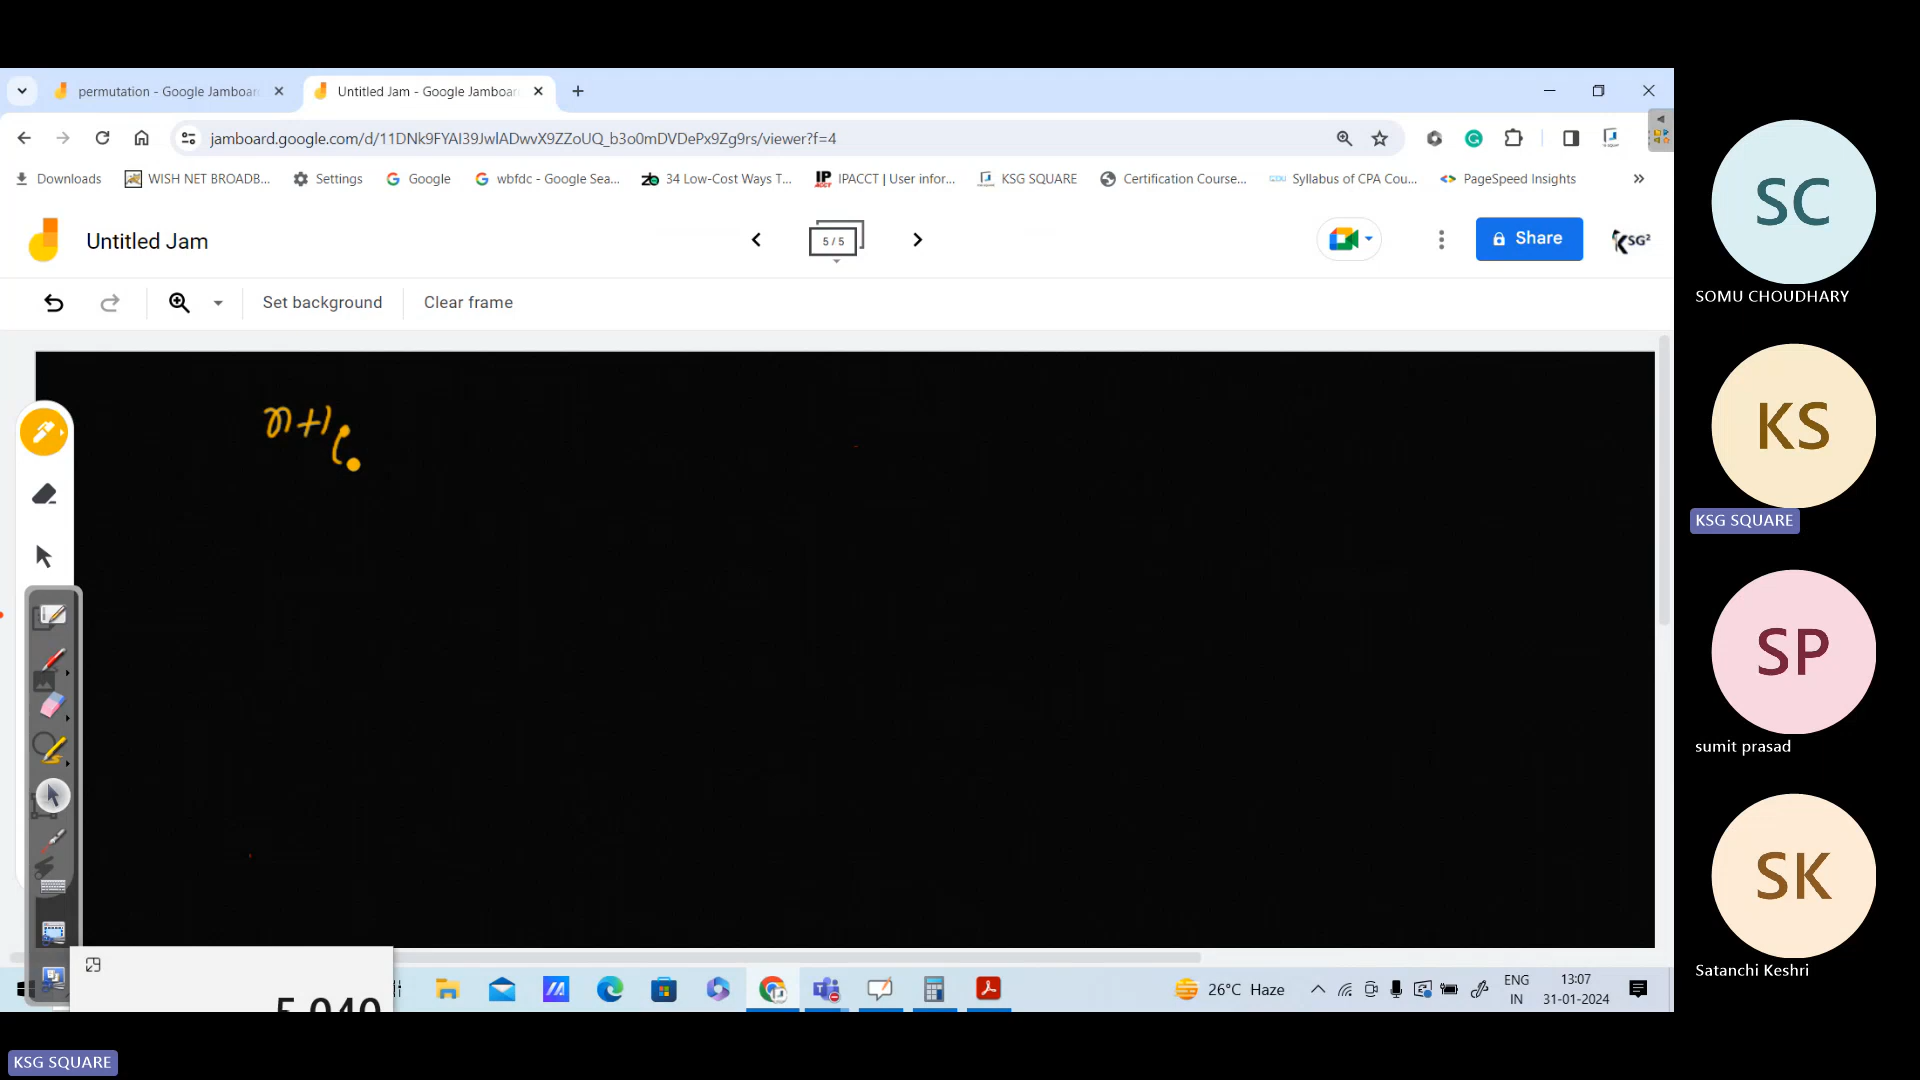 permutation - Google Jamboar
Untitled Jam - Google Jamboar
jamboard.google.com/d/11DNk9FYAI39JwlADwvX9ZZoUQ_b3o0mDVDePx9Zg9rs/viewer?f=4
Downloads WISH NET BROADB... Settings Google wbfdc - Google Sea... 34 Low-Cost Ways T... IPACCT | User infor... KSG SQUARE Certification Course... Syllabus of CPA Cou... PageSpeed Insights
Untitled Jam
5 / 5
Share
KSG²
Set background Clear frame
n+1C
5,040
26°C Haze
ENG
IN
13:07
31-01-2024
SC
SOMU CHOUDHARY
KS
KSG SQUARE
SP
sumit prasad
SK
Satanchi Keshri
KSG SQUARE